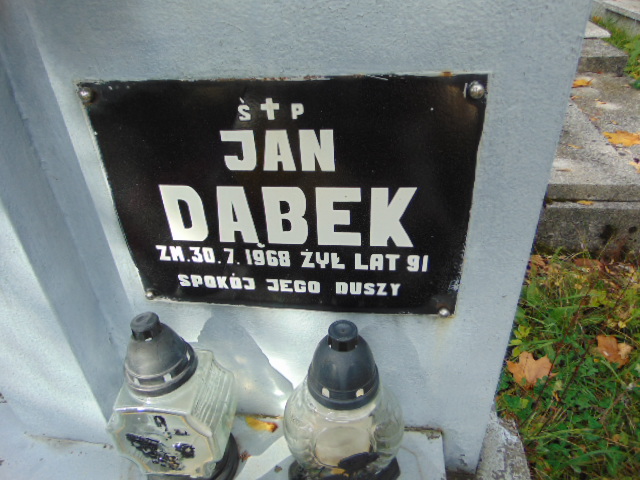 Ś✝P
JAN
DĄBEK
ZM.30.7.1968 ŻYŁ LAT 91
SPOKÓJ JEGO DUSZY